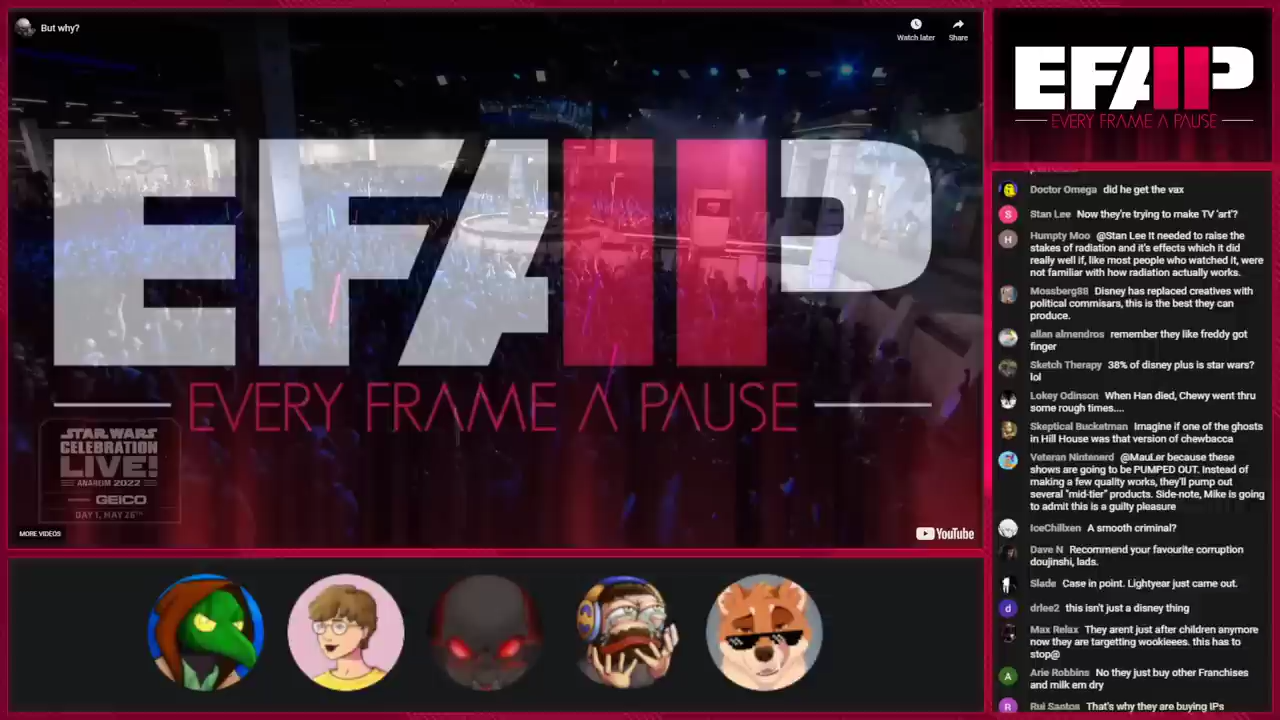 But why?
Watch later
Share
EFAP
EVERY FRAME A PAUSE
STAR WARS
CELEBRATION
LIVE!
ANAHEIM 2022
GEICO
DAY 1, MAY 26TH
MORE VIDEOS
YouTube
EFAP
EVERY FRAME A PAUSE
Doctor Omega did he get the vax
Stan Lee Now they're trying to make TV 'art'?
Humpty Moo @Stan Lee It needed to raise the
stakes of radiation and it's effects which it did
really well if, like most people who watched it, were
not familiar with how radiation actually works.
Mossberg88 Disney has replaced creatives with
political commisars, this is the best they can
produce.
allan almendros remember they like freddy got
finger
Sketch Therapy 38% of disney plus is star wars?
lol
Lokey Odinson When Han died, Chewy went thru
some rough times....
Skeptical Bucketman Imagine if one of the ghosts
in Hill House was that version of chewbacca
Veteran Nintenerd @MauLer because these
shows are going to be PUMPED OUT. Instead of
making a few quality works, they'll pump out
several "mid-tier" products. Side-note, Mike is going
to admit this is a guilty pleasure
IceChillxen A smooth criminal?
Dave N Recommend your favourite corruption
doujinshi, lads.
Slade Case in point. Lightyear just came out.
drlee2 this isn't just a disney thing
Max Relax They arent just after children anymore
now they are targetting wookieees. this has to
stop@
Arie Robbins No they just buy other Franchises
and milk em dry
Rui Santos That's why they are buying IPs